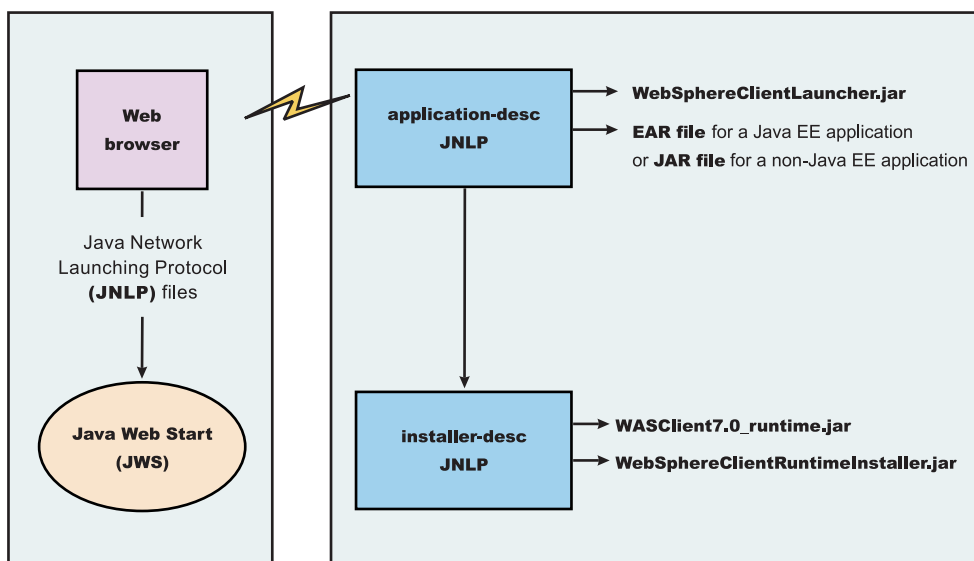 Web
browser
Java Network
Launching Protocol
(JNLP) files
Java Web Start
(JWS)
application-desc
JNLP
WebSphereClientLauncher.jar
EAR file for a Java EE application
or JAR file for a non-Java EE application
installer-desc
JNLP
WASClient7.0_runtime.jar
WebSphereClientRuntimeInstaller.jar